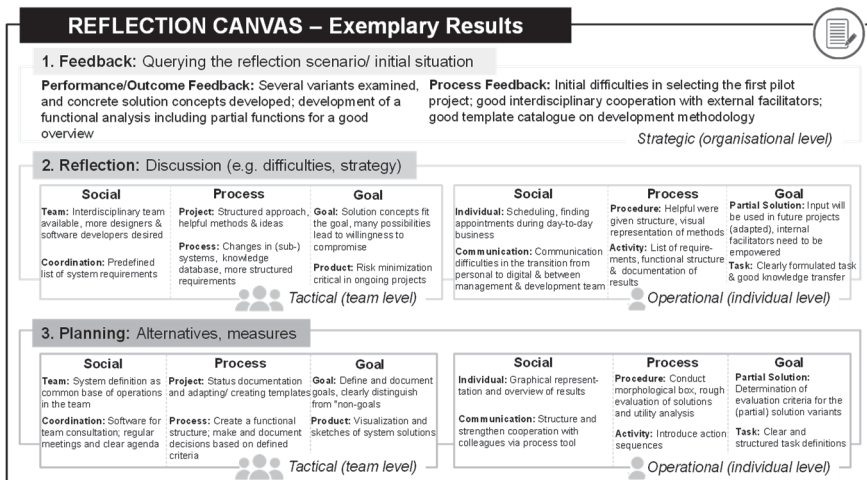 REFLECTION CANVAS – Exemplary Results
1. Feedback: Querying the reflection scenario/ initial situation
Performance/Outcome Feedback: Several variants examined,
and concrete solution concepts developed; development of a
functional analysis including partial functions for a good
overview
Process Feedback: Initial difficulties in selecting the first pilot
project; good interdisciplinary cooperation with external facilitators;
good template catalogue on development methodology
Strategic (organisational level)
2. Reflection: Discussion (e.g. difficulties, strategy)
Social
Team: Interdisciplinary team
available, more designers &
software developers desired
Coordination: Predefined
list of system requirements
Process
Project: Structured approach,
helpful methods & ideas
Process: Changes in (sub-)
systems, knowledge
database, more structured
requirements
Goal
Goal: Solution concepts fit
the goal, many possibilities
lead to willingness to
compromise
Product: Risk minimization
critical in ongoing projects
Tactical (team level)
Social
Individual: Scheduling, finding
appointments during day-to-day
business
Communication: Communication
difficulties in the transition from
personal to digital & between
management & development team
Process
Procedure: Helpful were
given structure, visual
representation of methods
Activity: List of require-
ments, functional structure
& documentation of
results
Goal
Partial Solution: Input will
be used in future projects
(adapted), internal
facilitators need to be
empowered
Task: Clearly formulated task
& good knowledge transfer
Operational (individual level)
3. Planning: Alternatives, measures
Social
Team: System definition as
common base of operations
in the team
Coordination: Software for
team consultation; regular
meetings and clear agenda
Process
Project: Status documentation
and adapting/ creating templates
Process: Create a functional
structure; make and document
decisions based on defined
criteria
Goal
Goal: Define and document
goals, clearly distinguish
from "non-goals
Product: Visualization and
sketches of system solutions
Tactical (team level)
Social
Individual: Graphical represent-
tation and overview of results
Communication: Structure and
strengthen cooperation with
colleagues via process tool
Process
Procedure: Conduct
morphological box, rough
evaluation of solutions
and utility analysis
Activity: Introduce action
sequences
Goal
Partial Solution:
Determination of
evaluation criteria for the
(partial) solution variants
Task: Clear and
structured task definitions
Operational (individual level)